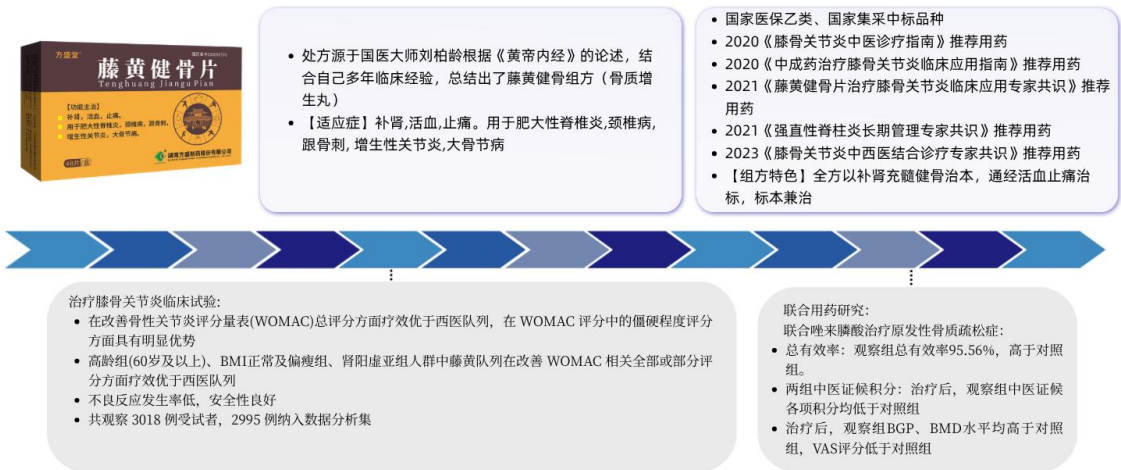 方盛堂
藤黄健骨片
Tenghuang Jiangu Pian
【功能主治】
补肾，活血，止痛。
用于肥大性脊椎炎，颈椎病，跟骨刺，
增生性关节炎，大骨节病。
湖南方盛制药股份有限公司
• 处方源于国医大师刘柏龄根据《黄帝内经》的论述，结
合自己多年临床经验，总结出了藤黄健骨组方（骨质增
生丸）
• 【适应症】补肾,活血,止痛。用于肥大性脊椎炎,颈椎病,
跟骨刺, 增生性关节炎,大骨节病
• 国家医保乙类、国家集采中标品种
• 2020《膝骨关节炎中医诊疗指南》推荐用药
• 2020《中成药治疗膝骨关节炎临床应用指南》推荐用药
• 2021《藤黄健骨片治疗膝骨关节炎临床应用专家共识》推荐
用药
• 2021《强直性脊柱炎长期管理专家共识》推荐用药
• 2023《膝骨关节炎中西医结合诊疗专家共识》推荐用药
• 【组方特色】全方以补肾充髓健骨治本，通经活血止痛治
标，标本兼治
治疗膝骨关节炎临床试验：
• 在改善骨性关节炎评分量表(WOMAC)总评分方面疗效优于西医队列，在 WOMAC 评分中的僵硬程度评分
方面具有明显优势
• 高龄组(60岁及以上)、BMI正常及偏瘦组、肾阳虚亚组人群中藤黄队列在改善 WOMAC 相关全部或部分评
分方面疗效优于西医队列
• 不良反应发生率低，安全性良好
• 共观察 3018 例受试者，2995 例纳入数据分析集
联合用药研究：
联合唑来膦酸治疗原发性骨质疏松症：
• 总有效率：观察组总有效率95.56%，高于对照
组。
• 两组中医证候积分：治疗后，观察组中医证候
各项积分均低于对照组
• 治疗后，观察组BGP、BMD水平均高于对照
组，VAS评分低于对照组